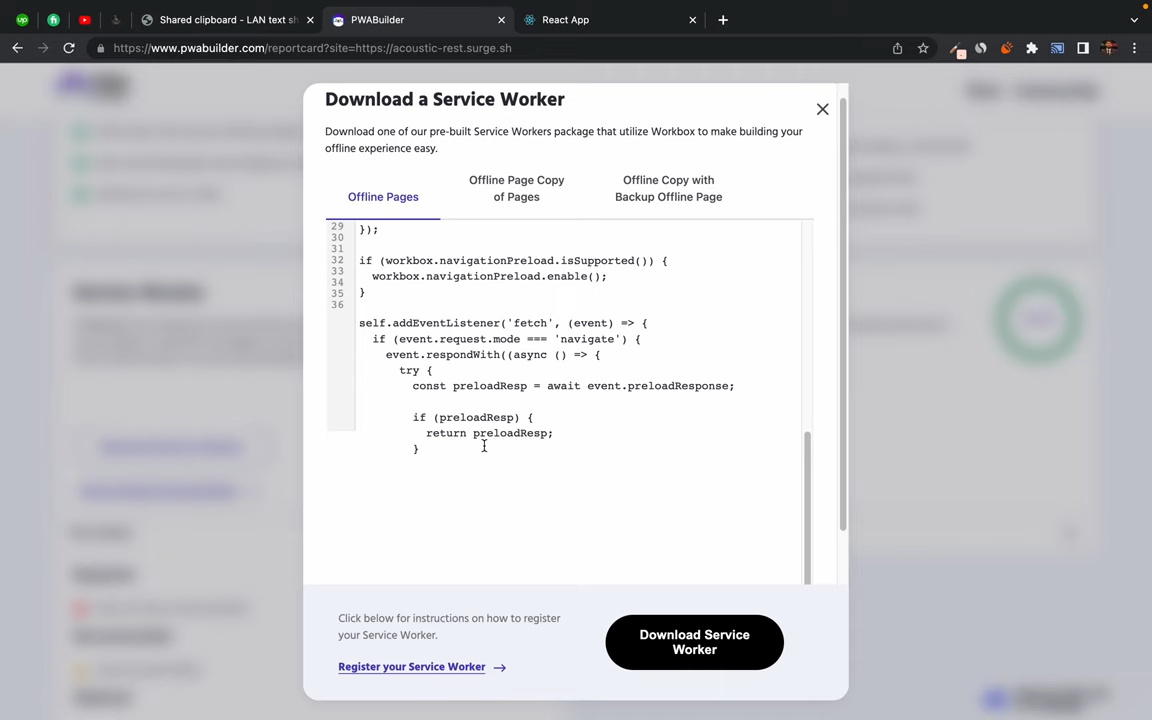 Shared clipboard - LAN text sh
PWABuilder
React App
https://www.pwabuilder.com/reportcard?site=https://acoustic-rest.surge.sh
Download a Service Worker
Download one of our pre-built Service Workers package that utilize Workbox to make building your
offline experience easy.
Offline Pages
Offline Page Copy
of Pages
Offline Copy with
Backup Offline Page
29
30
31
32
33
34
35
36
});
if (workbox.navigationPreload.isSupported()) {
workbox.navigationPreload.enable();
}
self.addEventListener('fetch', (event) => {
if (event.request.mode === 'navigate') {
event.respondWith((async () => {
try {
const preloadResp = await event.preloadResponse;
if (preloadResp) {
return preloadResp;
}
Click below for instructions on how to register
your Service Worker.
Register your Service Worker
Download Service
Worker